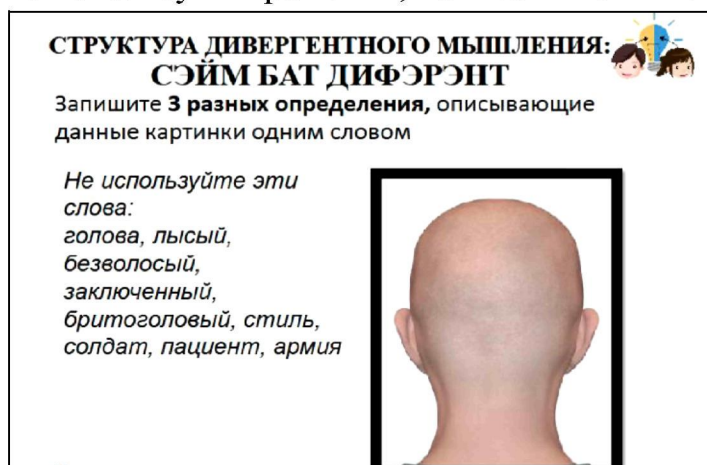 СТРУКТУРА ДИВЕРГЕНТНОГО МЫШЛЕНИЯ:
СЭЙМ БАТ ДИФЭРЭНТ
Запишите 3 разных определения, описывающие
данные картинки одним словом
Не используйте эти
слова:
голова, лысый,
безволосый,
заключенный,
бритоголовый, стиль,
солдат, пациент, армия